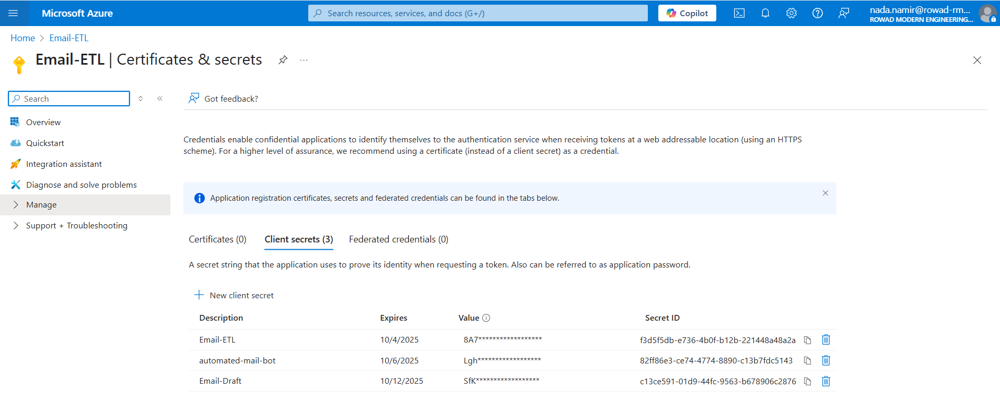 Microsoft Azure
Search resources, services, and docs (G+/)
Copilot
nada.namir@rowad-rm...
ROWAD MODERN ENGINEERING...
Home > Email-ETL
Email-ETL | Certificates & secrets
...
Search
Got feedback?
Overview
Quickstart
Integration assistant
Diagnose and solve problems
Manage
Support + Troubleshooting
Credentials enable confidential applications to identify themselves to the authentication service when receiving tokens at a web addressable location (using an HTTPS
scheme). For a higher level of assurance, we recommend using a certificate (instead of a client secret) as a credential.
Application registration certificates, secrets and federated credentials can be found in the tabs below.
Certificates (0) Client secrets (3) Federated credentials (0)
A secret string that the application uses to prove its identity when requesting a token. Also can be referred to as application password.
New client secret
Description Expires Value Secret ID
Email-ETL 10/4/2025 8A7****************** f3d5f5db-e736-4b0f-b12b-221448a48a2a
automated-mail-bot 10/6/2025 Lgh****************** 82ff86e3-ce74-4774-8890-c13b7fdc5143
Email-Draft 10/12/2025 SfK****************** c13ce591-01d9-44fc-9563-b678906c2876